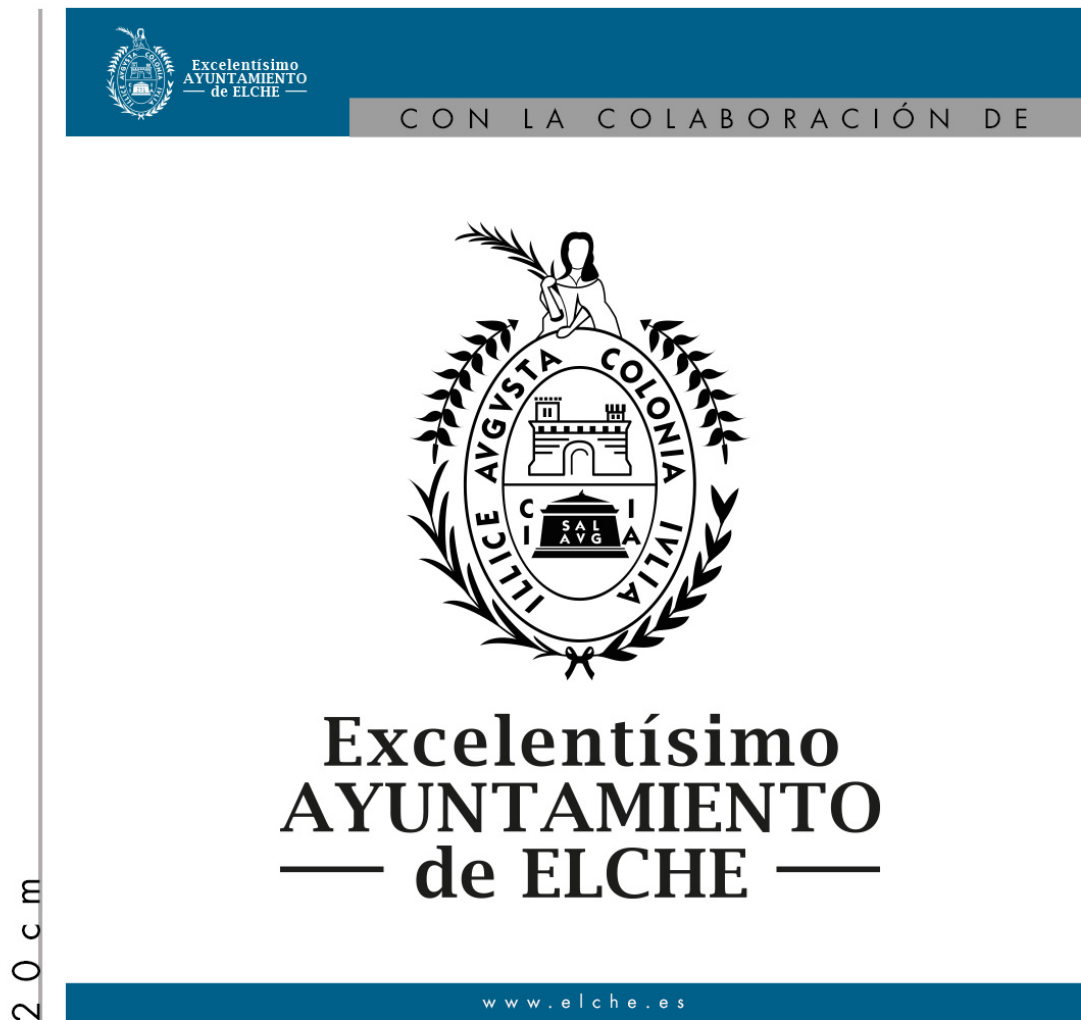 Excelentísimo
AYUNTAMIENTO
de ELCHE
CON LA COLABORACIÓN DE
ILLICE AVGVSTA COLONIA IVLIA A
C I
I A
SAL
AVG
Excelentísimo
AYUNTAMIENTO
de ELCHE
20cm
www.elche.es